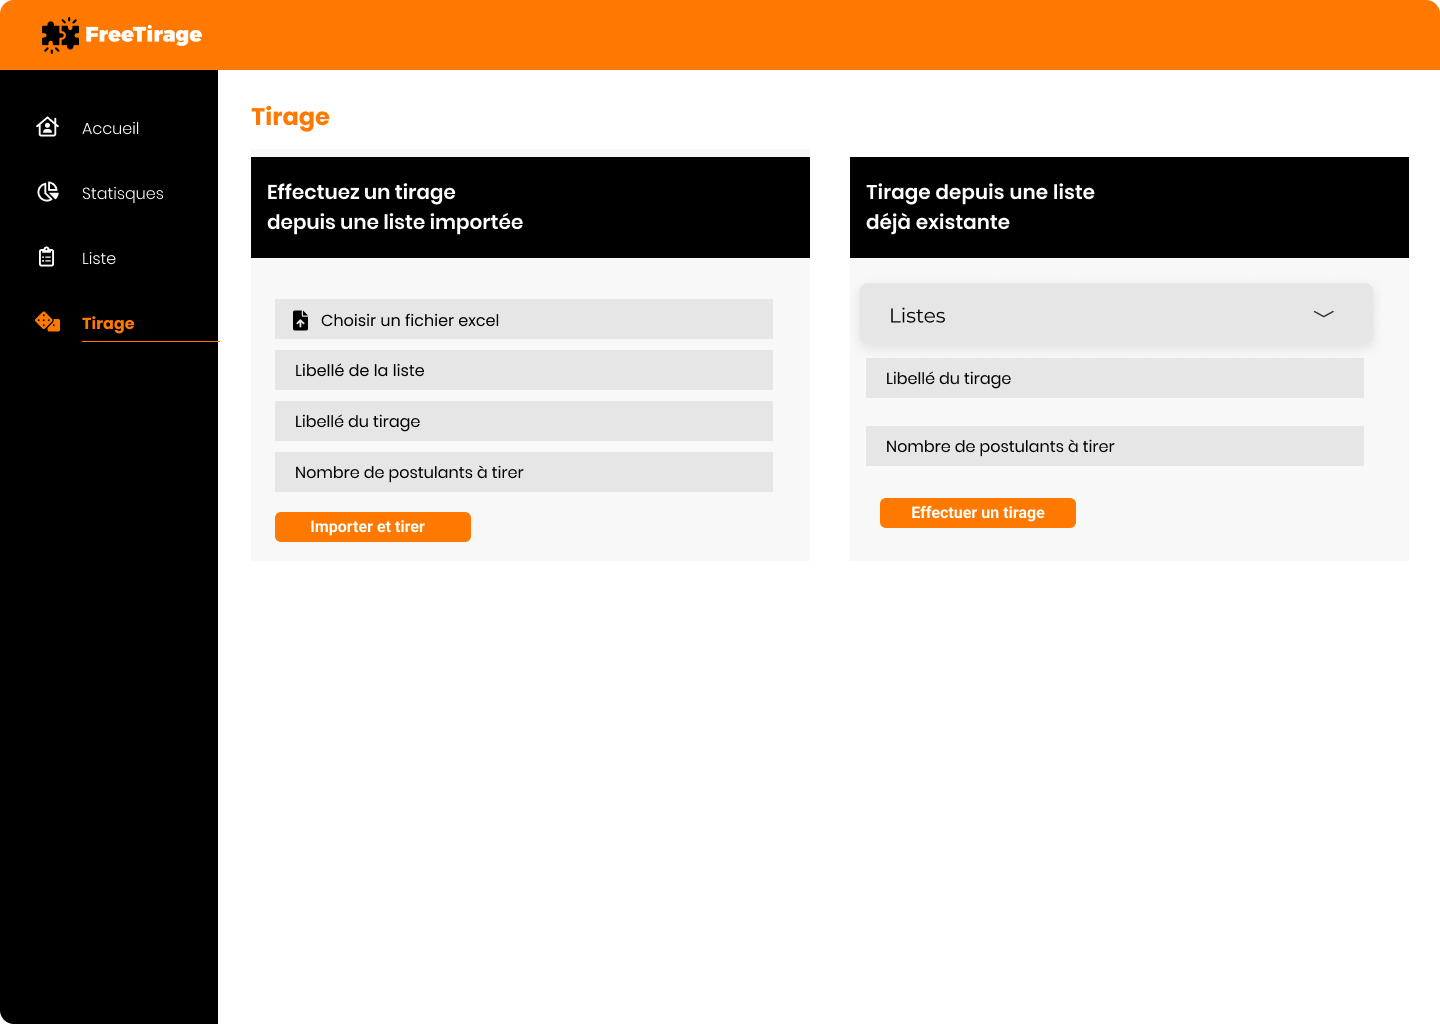 FreeTirage
Accueil
Statisques
Liste
Tirage
Tirage
Effectuez un tirage
depuis une liste importée
Choisir un fichier excel
Libellé de la liste
Libellé du tirage
Nombre de postulants à tirer
Importer et tirer
Tirage depuis une liste
déjà existante
Listes
Libellé du tirage
Nombre de postulants à tirer
Effectuer un tirage